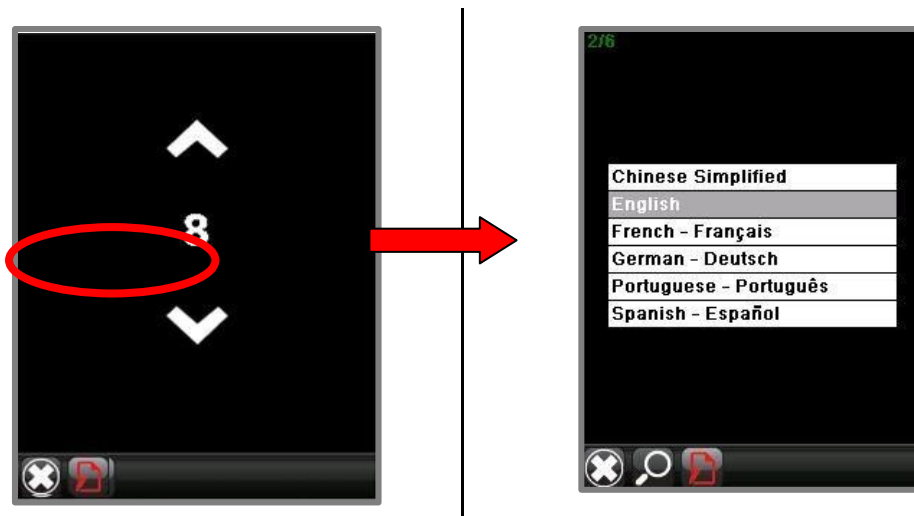 8
2/6
Chinese Simplified
English
French - Français
German - Deutsch
Portuguese - Português
Spanish - Español